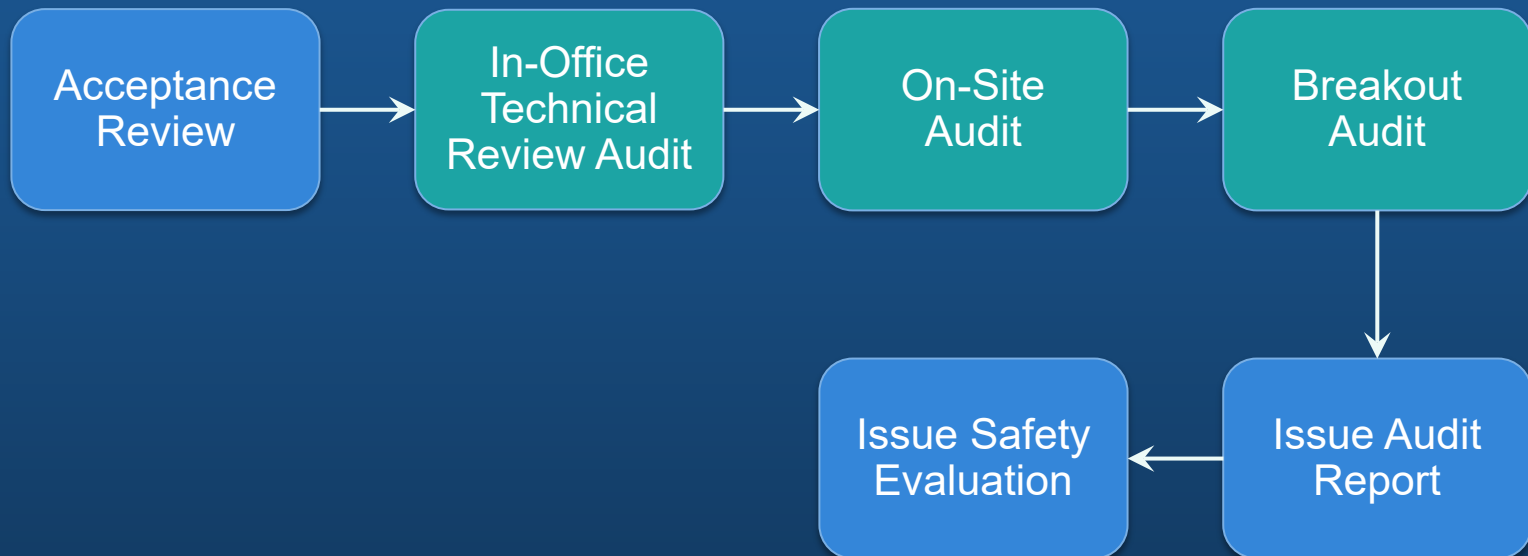 Acceptance
Review
In-Office
Technical
Review Audit
On-Site
Audit
Breakout
Audit
Issue Safety
Evaluation
Issue Audit
Report